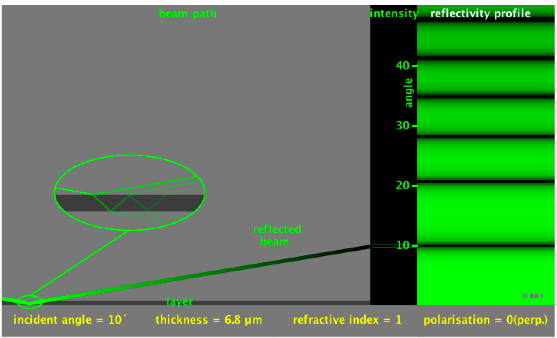 beam path
intensity
reflectivity profile
40
angle
30
20
reflected
beam
10
layer
incident angle = 10°
thickness = 6.8 µm
refractive index = 1
polarisation = 0(perp.)